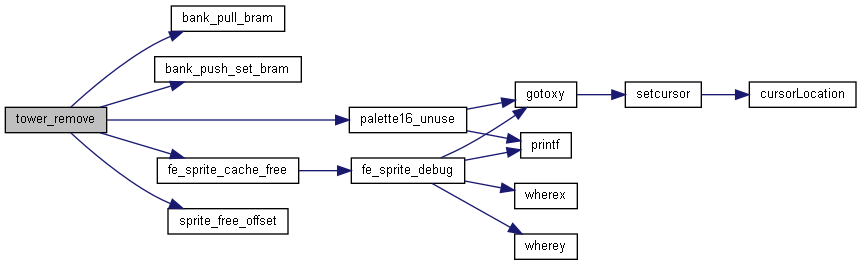 bank_pull_bram
bank_push_set_bram
tower_remove
palette16_unuse
gotoxy
setcursor
cursorLocation
printf
fe_sprite_cache_free
fe_sprite_debug
wherex
sprite_free_offset
wherey